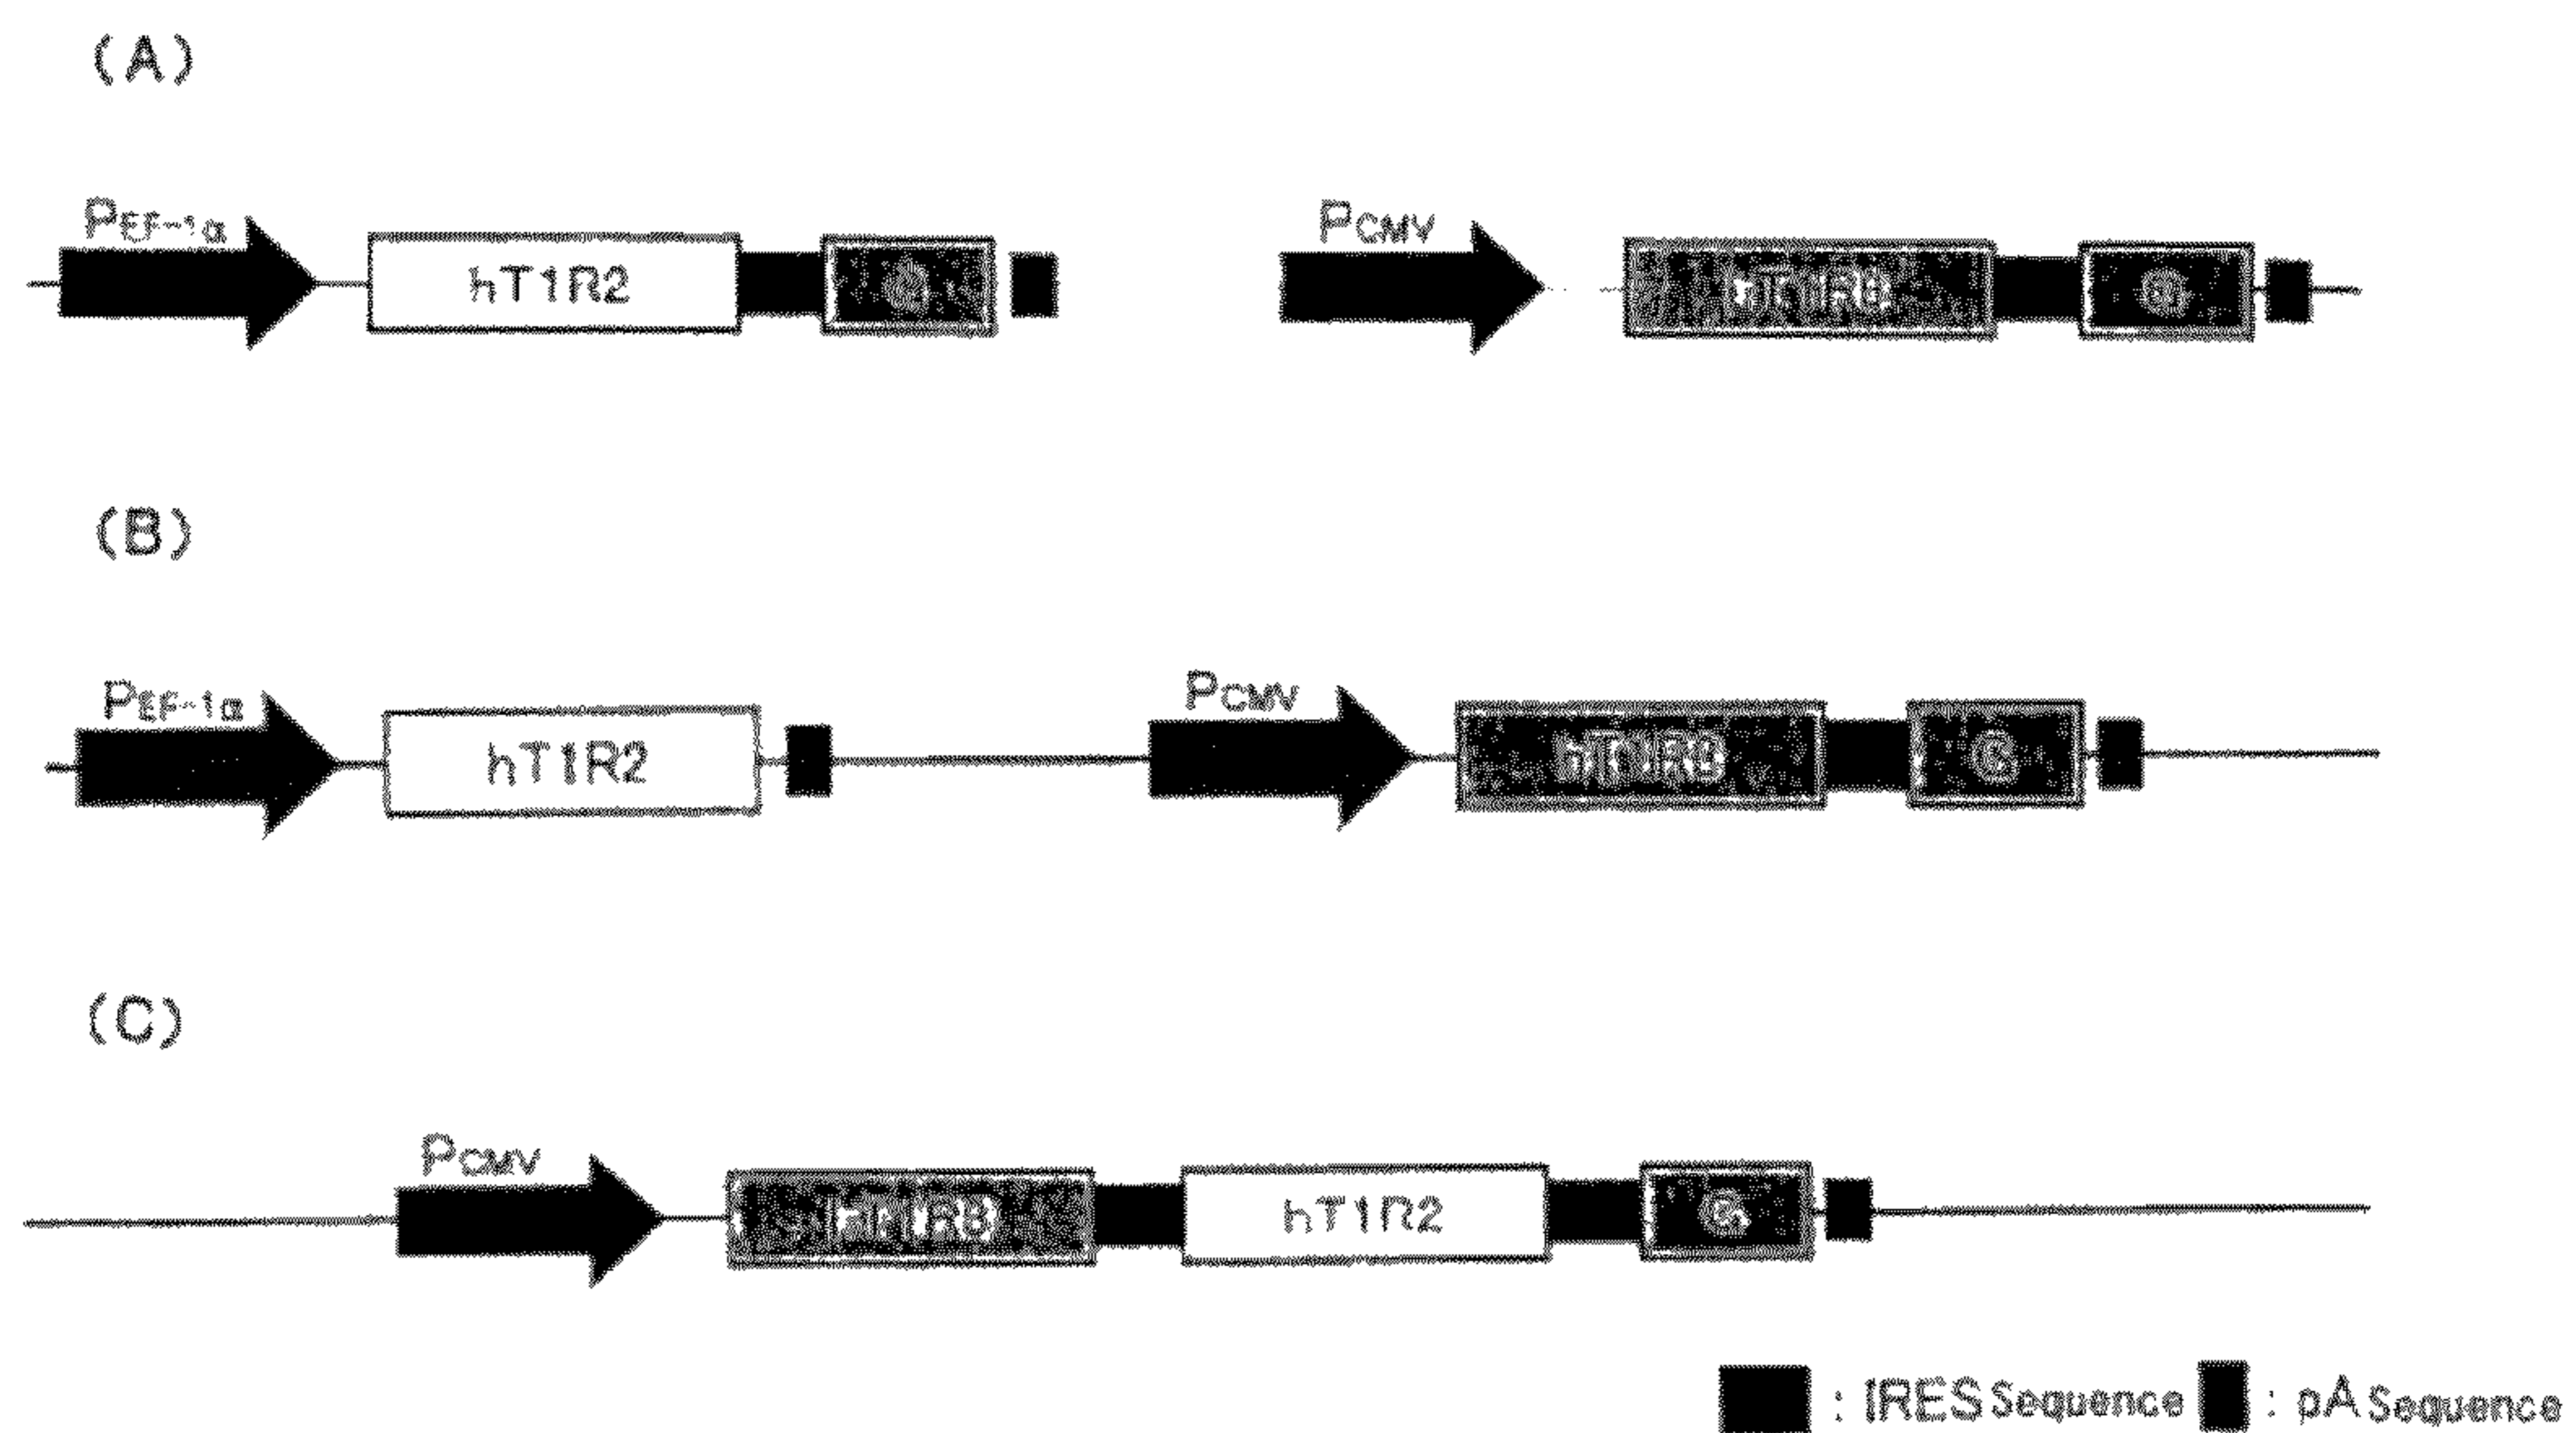 (A)
PEF-1α
hT1R2
PCMV
(B)
PEF-1α
hT1R2
PCMV
(C)
PCMV
hT1R2
: IRES Sequence : pA Sequence